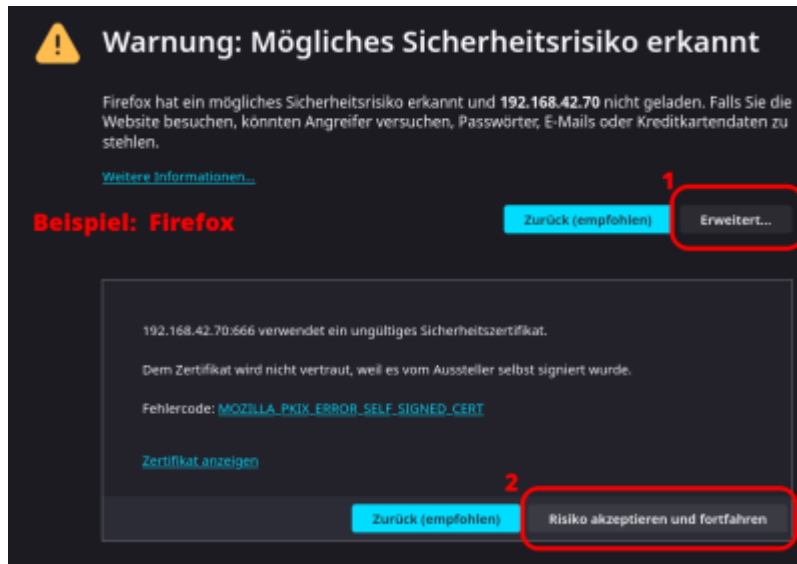 Warnung: Mögliches Sicherheitsrisiko erkannt
Firefox hat ein mögliches Sicherheitsrisiko erkannt und 192.168.42.70 nicht geladen. Falls Sie die
Website besuchen, könnten Angreifer versuchen, Passwörter, E-Mails oder Kreditkartendaten zu
stehlen.
Weitere Informationen...
1
Beispiel: Firefox
Zurück (empfohlen)
Erweitert...
192.168.42.70:666 verwendet ein ungültiges Sicherheitszertifikat.
Dem Zertifikat wird nicht vertraut, weil es vom Aussteller selbst signiert wurde.
Fehlercode: MOZILLA_PKIX_ERROR_SELF_SIGNED_CERT
Zertifikat anzeigen
2
Zurück (empfohlen)
Risiko akzeptieren und fortfahren